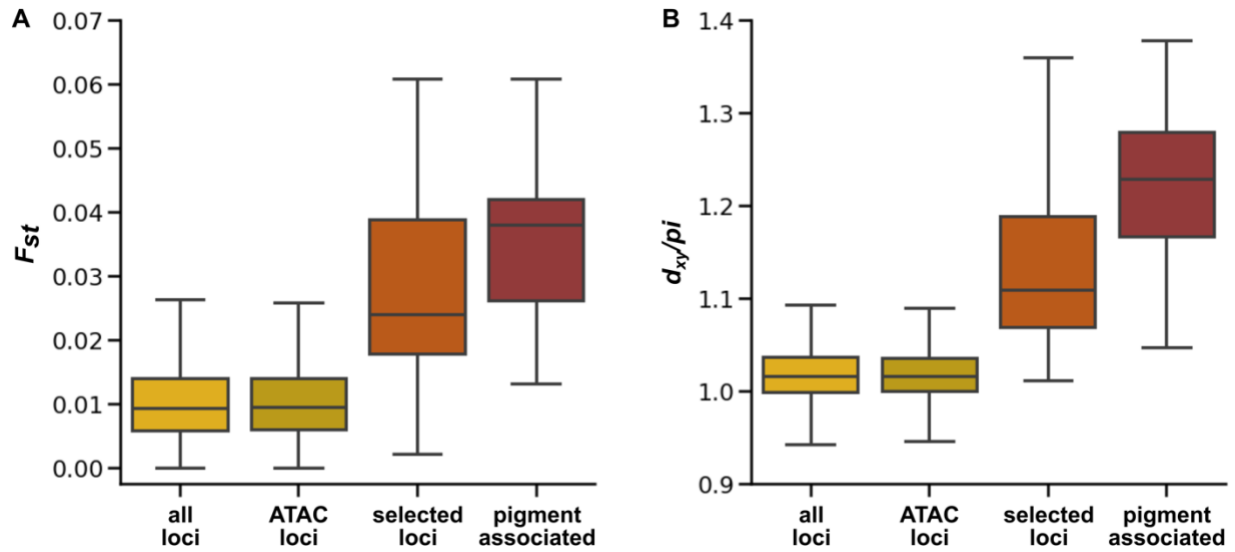 A
0.07
0.06
0.05
0.04
0.03
0.02
0.01
0.00
Fst
all
loci
ATAC
loci
selected
loci
pigment
associated
B
1.4
1.3
1.2
1.1
1.0
0.9
dxy/pi
all
loci
ATAC
loci
selected
loci
pigment
associated